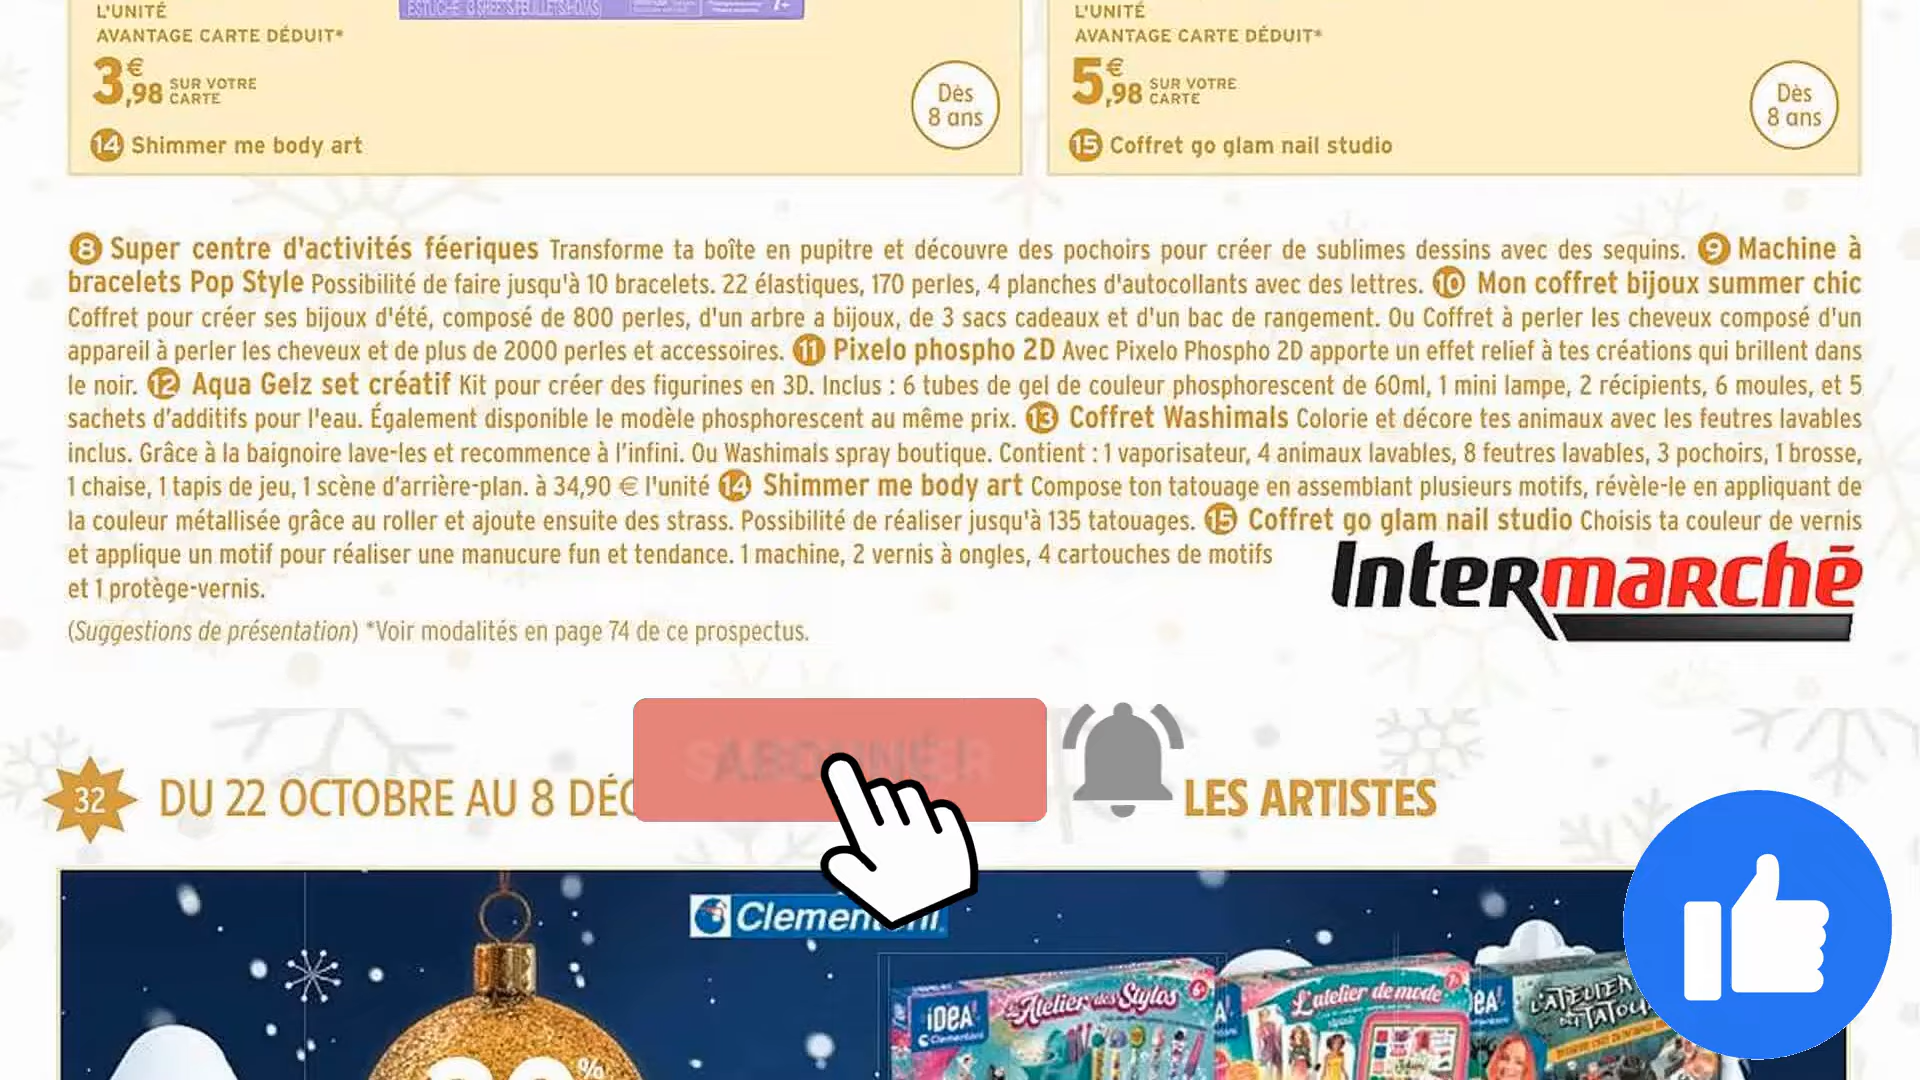 L'UNITÉ
AVANTAGE CARTE DÉDUIT*
3€,98 SUR VOTRE CARTE
Dès 8 ans
14 Shimmer me body art
L'UNITÉ
AVANTAGE CARTE DÉDUIT*
5€,98 SUR VOTRE CARTE
Dès 8 ans
15 Coffret go glam nail studio
8 Super centre d'activités féeriques Transforme ta boîte en pupitre et découvre des pochoirs pour créer de sublimes dessins avec des sequins. 9 Machine à
bracelets Pop Style Possibilité de faire jusqu'à 10 bracelets. 22 élastiques, 170 perles, 4 planches d'autocollants avec des lettres. 10 Mon coffret bijoux summer chic
Coffret pour créer ses bijoux d'été, composé de 800 perles, d'un arbre a bijoux, de 3 sacs cadeaux et d'un bac de rangement. Ou Coffret à perler les cheveux composé d'un
appareil à perler les cheveux et de plus de 2000 perles et accessoires. 11 Pixelo phospho 2D Avec Pixelo Phospho 2D apporte un effet relief à tes créations qui brillent dans
le noir. 12 Aqua Gelz set créatif Kit pour créer des figurines en 3D. Inclus : 6 tubes de gel de couleur phosphorescent de 60ml, 1 mini lampe, 2 récipients, 6 moules, et 5
sachets d'additifs pour l'eau. Également disponible le modèle phosphorescent au même prix. 13 Coffret Washimals Colorie et décore tes animaux avec les feutres lavables
inclus. Grâce à la baignoire lave-les et recommence à l'infini. Ou Washimals spray boutique. Contient : 1 vaporisateur, 4 animaux lavables, 8 feutres lavables, 3 pochoirs, 1 brosse,
1 chaise, 1 tapis de jeu, 1 scène d'arrière-plan. à 34,90 € l'unité 14 Shimmer me body art Compose ton tatouage en assemblant plusieurs motifs, révèle-le en appliquant de
la couleur métallisée grâce au roller et ajoute ensuite des strass. Possibilité de réaliser jusqu'à 135 tatouages. 15 Coffret go glam nail studio Choisis ta couleur de vernis
et applique un motif pour réaliser une manucure fun et tendance. 1 machine, 2 vernis à ongles, 4 cartouches de motifs
et 1 protège-vernis.
Intermarchē
(Suggestions de présentation) *Voir modalités en page 74 de ce prospectus.
ABONNÉ !
32 DU 22 OCTOBRE AU 8 DÉC
LES ARTISTES
Clementoni
iDEA Clementoni
Atelier des Stylos
L'atelier de mode
L'ATELIER
%